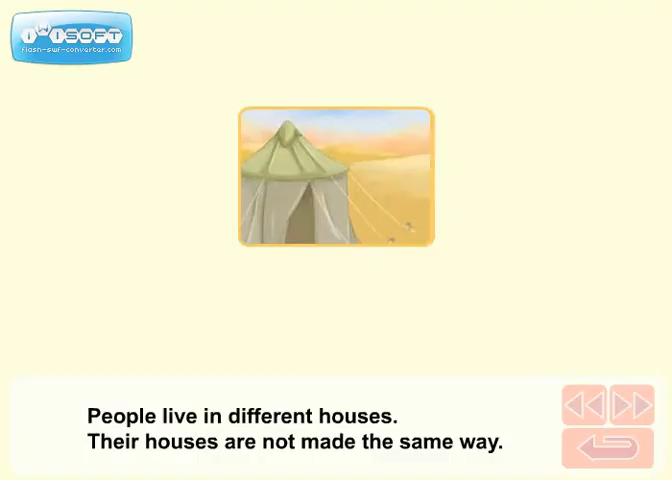 iWiSOFT
flash-swf-converter.com
People live in different houses.
Their houses are not made the same way.